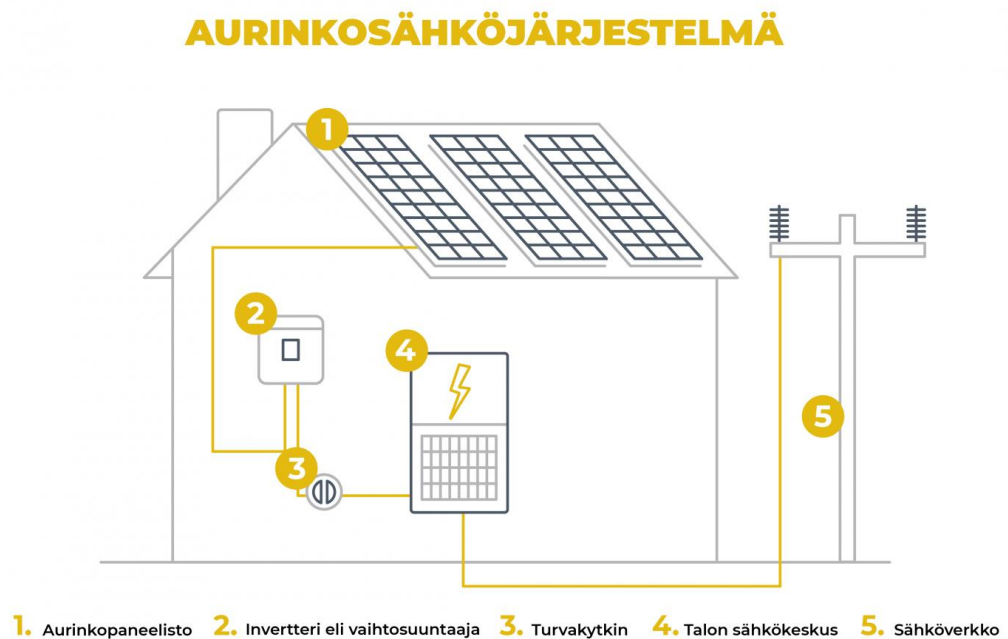 AURINKOSÄHKÖJÄRJESTELMÄ
1
2
4
5
3
1. Aurinkopaneelisto 2. Invertteri eli vaihtosuuntaaja 3. Turvakytkin 4. Talon sähkökeskus 5. Sähköverkko